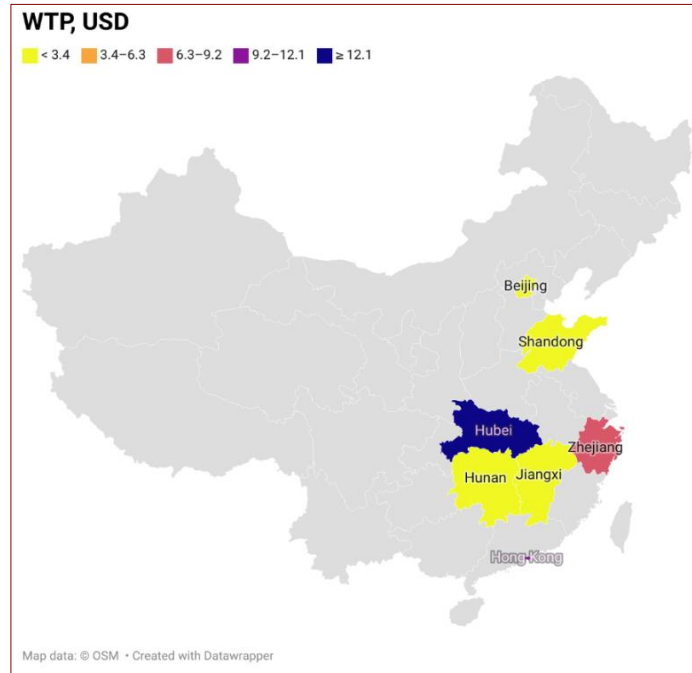 WTP, USD
< 3.4 3.4–6.3 6.3–9.2 9.2–12.1 ≥ 12.1
Beijing
Shandong
Hubei
Zhejiang
Hunan
Jiangxi
Hong Kong
Map data: © OSM • Created with Datawrapper